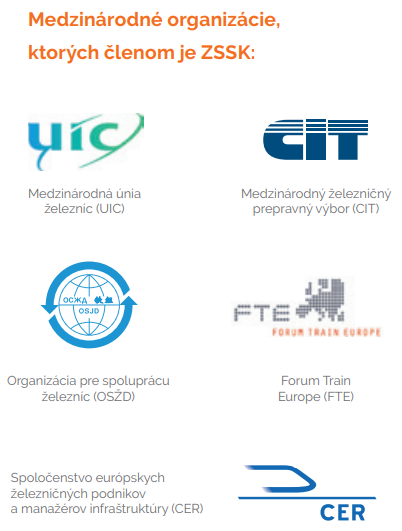 Medzinárodné organizácie,
ktorých členom je ZSSK:
uic
CIT
Medzinárodná únia
železníc (UIC)
Medzinárodný železničný
prepravný výbor (CIT)
ОСЖД 铁组
OSJD
FTE
FORUM TRAIN EUROPE
Organizácia pre spoluprácu
železníc (OSŽD)
Forum Train
Europe (FTE)
Spoločenstvo európskych
železničných podnikov
a manažérov infraštruktúry (CER)
CER